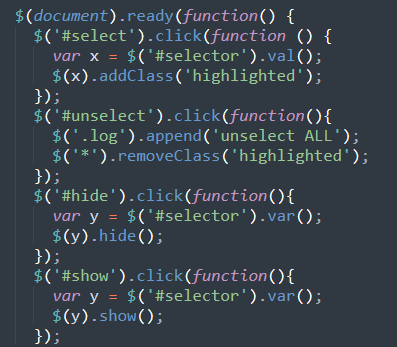 $(document).ready(function() {
$('#select').click(function () {
var x = $('#selector').val();
$(x).addClass('highlighted');
});
$('#unselect').click(function(){
$('.log').append('unselect ALL');
$('*').removeClass('highlighted');
});
$('#hide').click(function(){
var y = $('#selector').var();
$(y).hide();
});
$('#show').click(function(){
var y = $('#selector').var();
$(y).show();
});